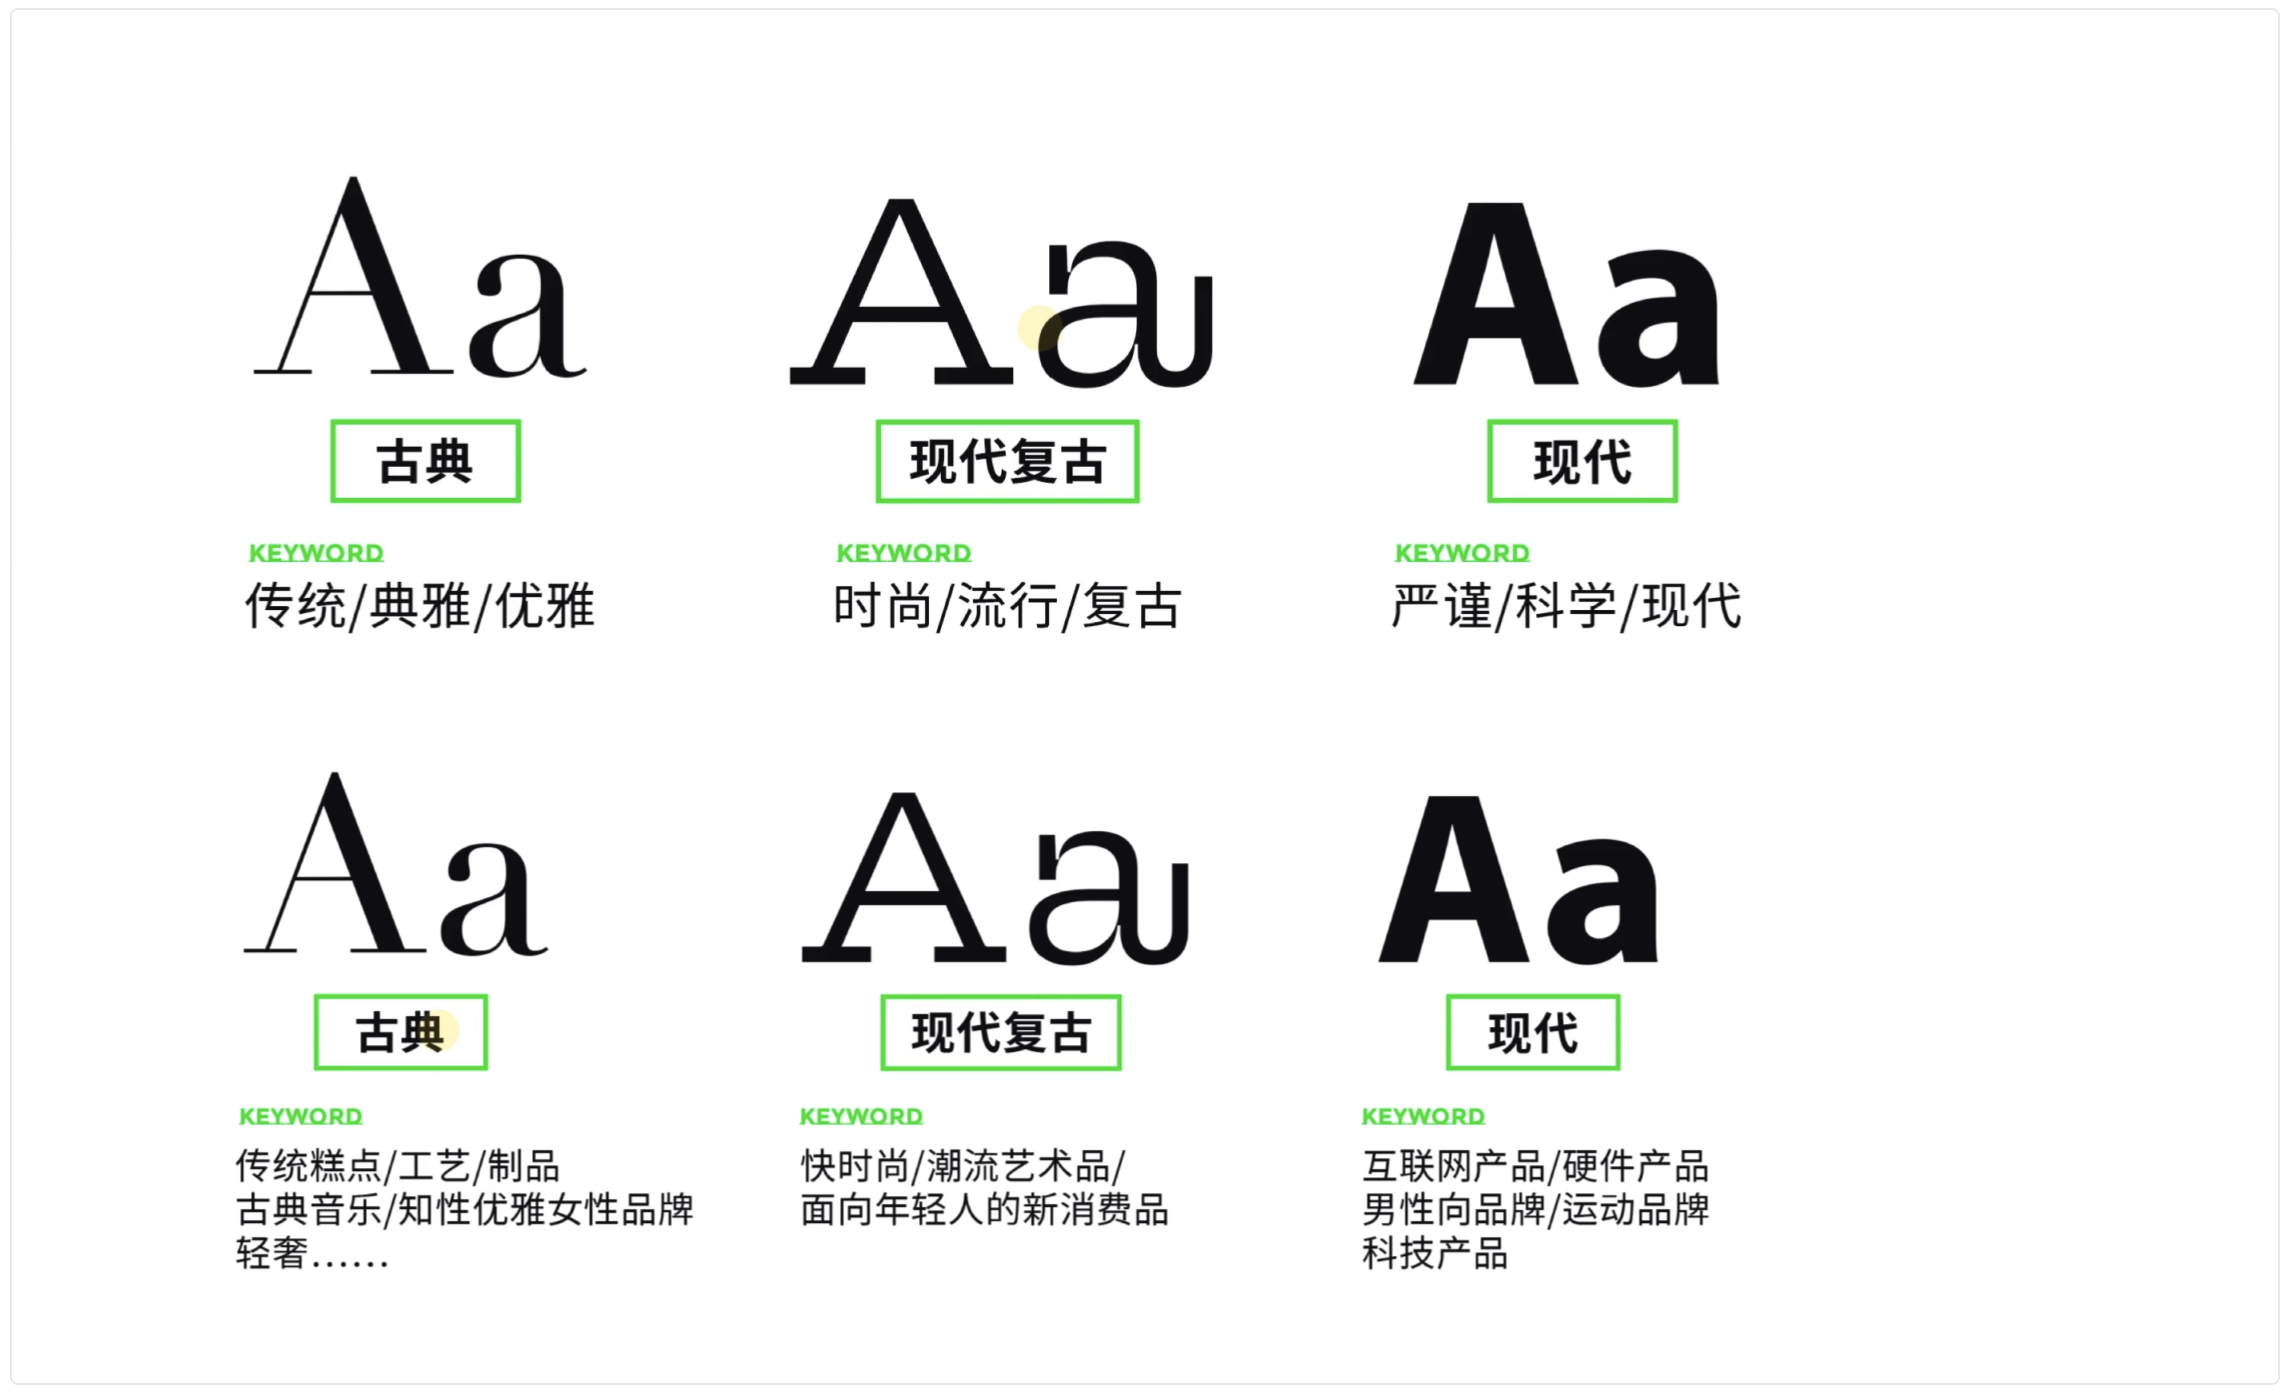 Aa
Aa
Aa
古典
现代复古
现代
KEYWORD
KEYWORD
KEYWORD
传统/典雅/优雅
时尚/流行/复古
严谨/科学/现代
Aa
Aa
Aa
古典
现代复古
现代
KEYWORD
传统糕点/工艺/制品
古典音乐/知性优雅女性品牌
轻奢......
KEYWORD
快时尚/潮流艺术品/
面向年轻人的新消费品
KEYWORD
互联网产品/硬件产品
男性向品牌/运动品牌
科技产品